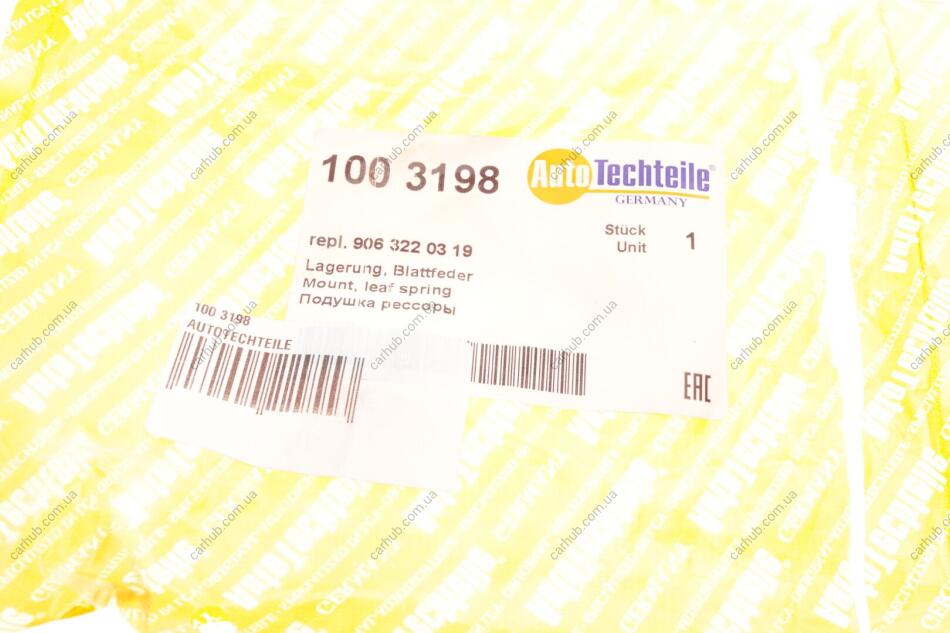 100 3198
AutoTechteile®
GERMANY
repl. 906 322 03 19
Stück
Unit
1
Lagerung, Blattfeder
Mount, leaf spring
Подушка рессоры
100 3198
AUTOTECHTEILE
EAC
carhub.com.ua